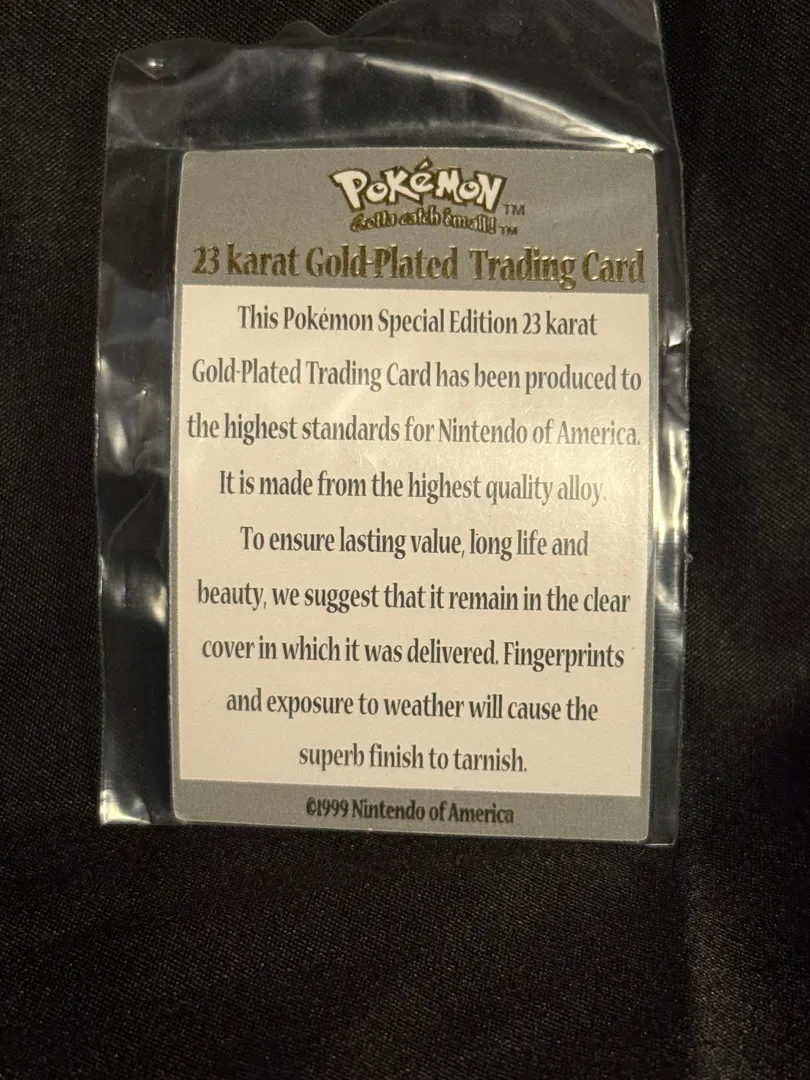 POKéMON TM
Gotta catch 'em all! TM
23 karat Gold-Plated Trading Card
This Pokémon Special Edition 23 karat
Gold-Plated Trading Card has been produced to
the highest standards for Nintendo of America.
It is made from the highest quality alloy.
To ensure lasting value, long life and
beauty, we suggest that it remain in the clear
cover in which it was delivered. Fingerprints
and exposure to weather will cause the
superb finish to tarnish.
©1999 Nintendo of America